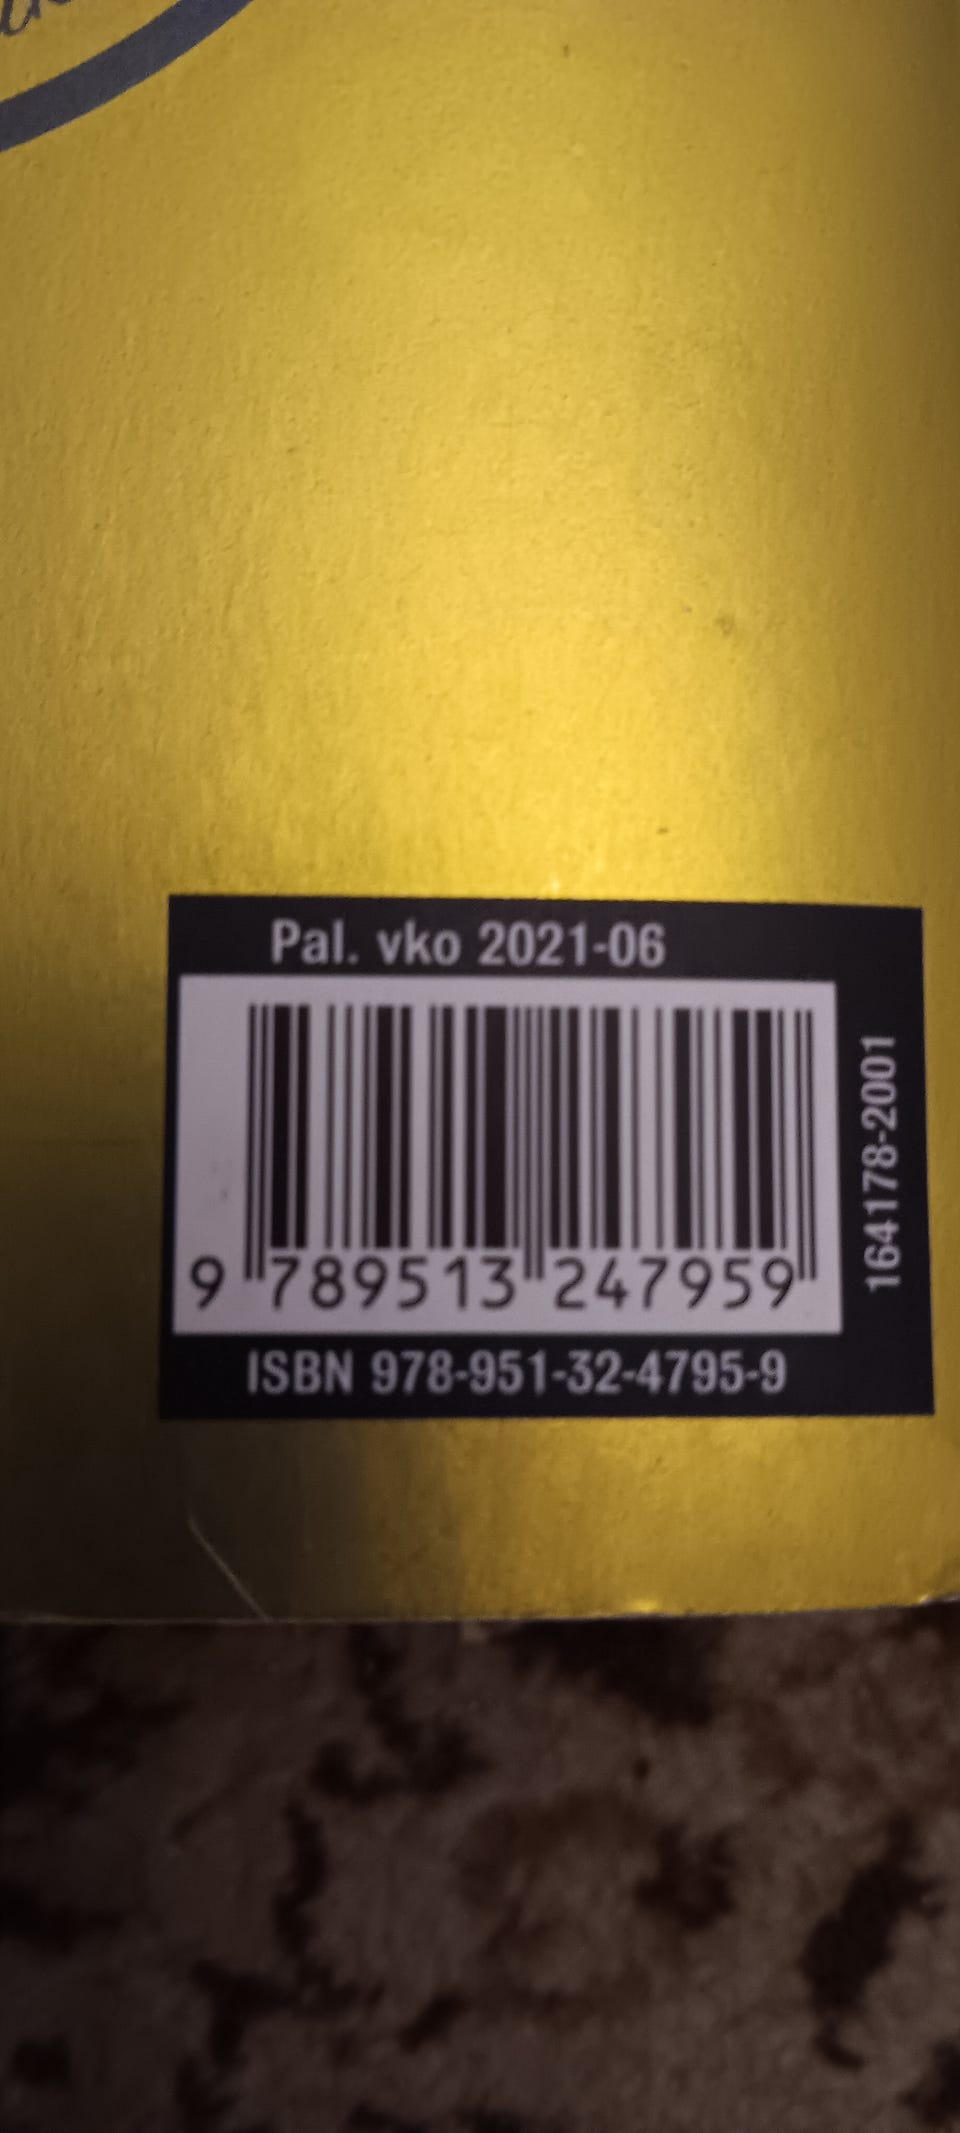 Pal. vko 2021-06
9 789513 247959
ISBN 978-951-32-4795-9
164178-2001